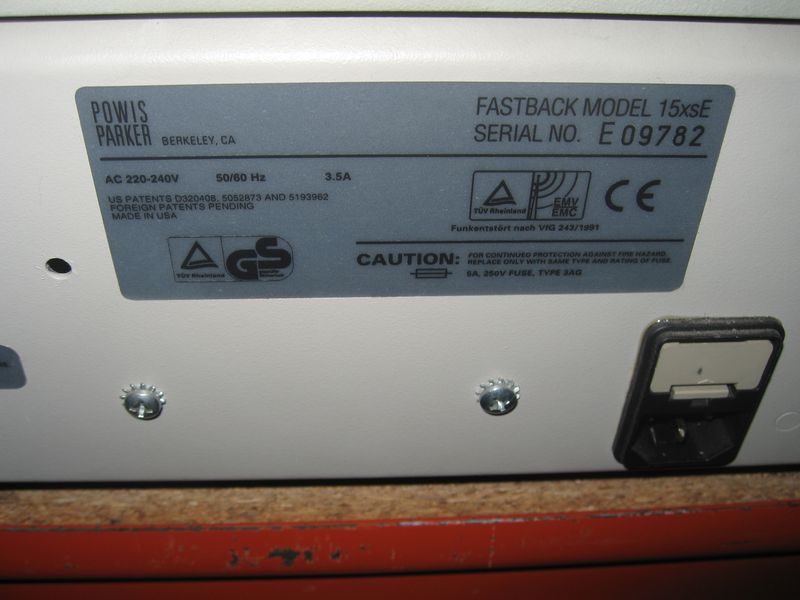 POWIS
PARKER BERKELEY, CA
FASTBACK MODEL 15xsE
SERIAL NO. E 09782
AC 220-240V 50/60 Hz 3.5A
US PATENTS D320408, 5052873 AND 5193962
FOREIGN PATENTS PENDING
MADE IN USA
TÜV Rheinland
EMV
EMC
CE
Funkentstört nach VfG 243/1991
TÜV Rheinland
GS
CAUTION: FOR CONTINUED PROTECTION AGAINST FIRE HAZARD,
REPLACE ONLY WITH SAME TYPE AND RATING OF FUSE.
250V FUSE, TYPE 3AG